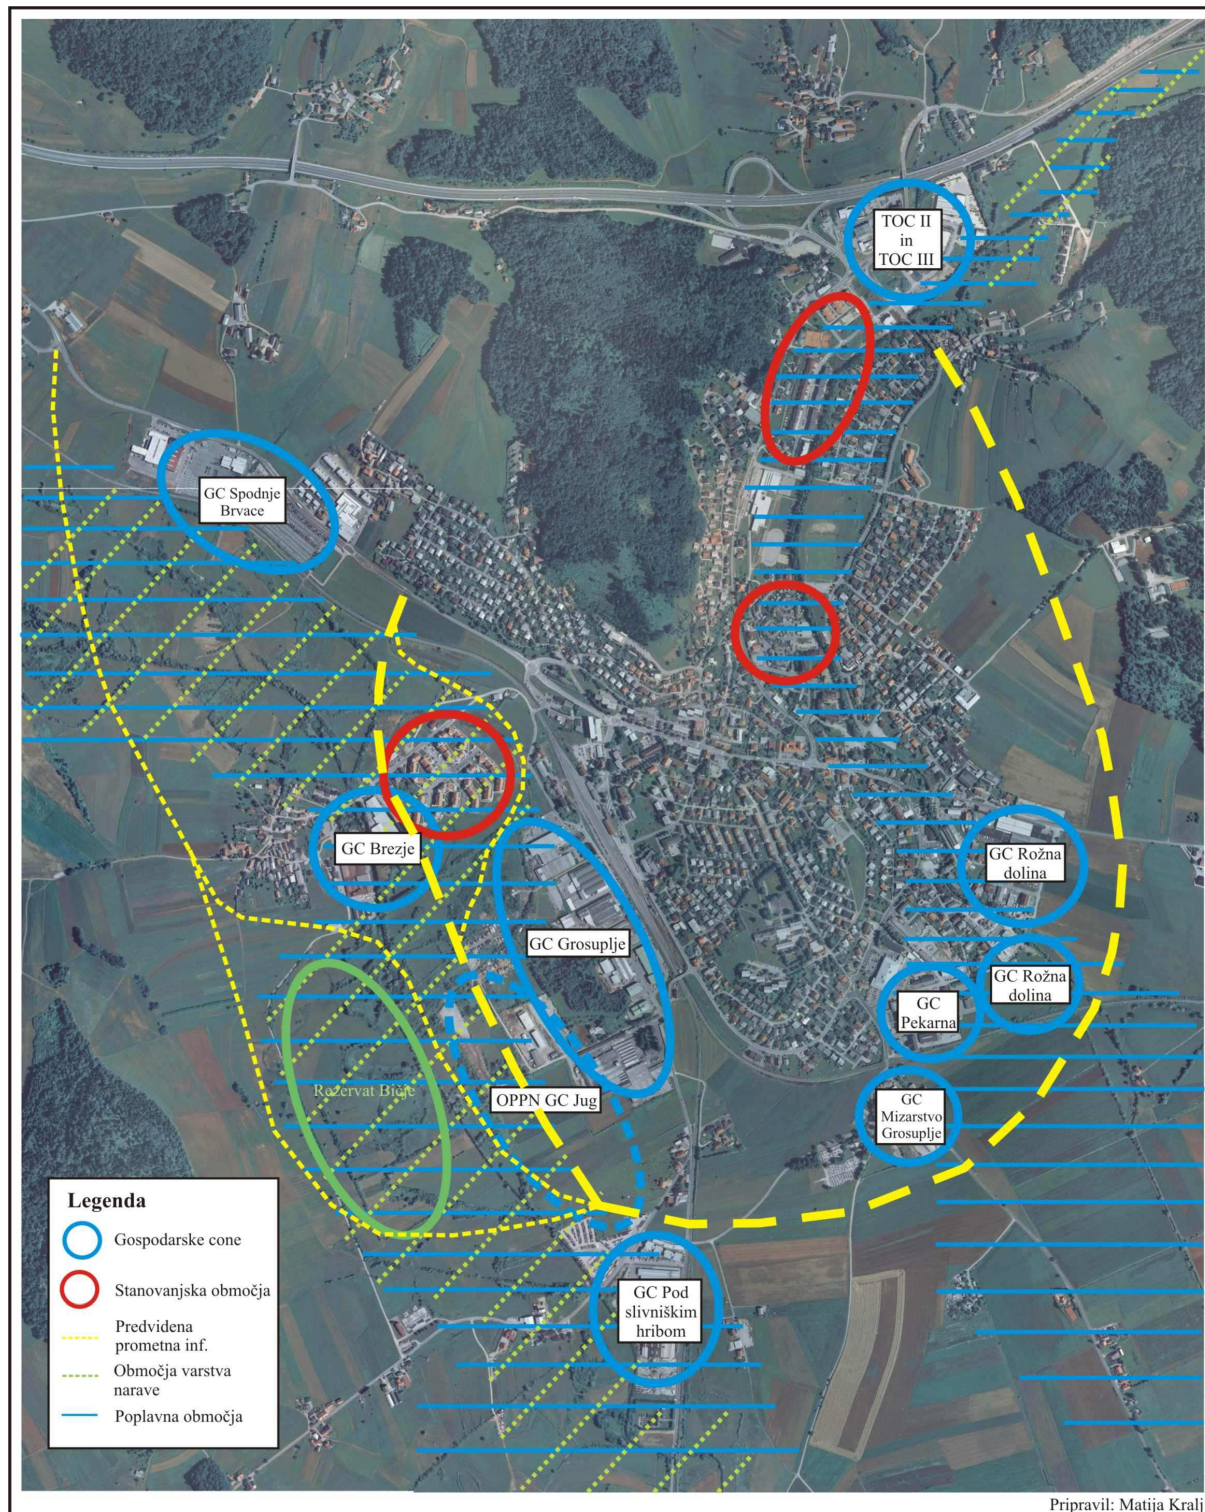 TOC II
in
TOC III
GC Spodnje
Brvace
GC Brezje
GC Rožna
dolina
GC Grosuplje
GC Rožna
dolina
GC
Pekarna
Rezervat Bičje
OPPN GC Jug
GC
Mizarstvo
Grosuplje
GC Pod
slivniškim
hribom
Legenda
Gospodarske cone
Stanovanjska območja
Predvidena
prometna inf.
Območja varstva
narave
Poplavna območja
Pripravil: Matija Kralj